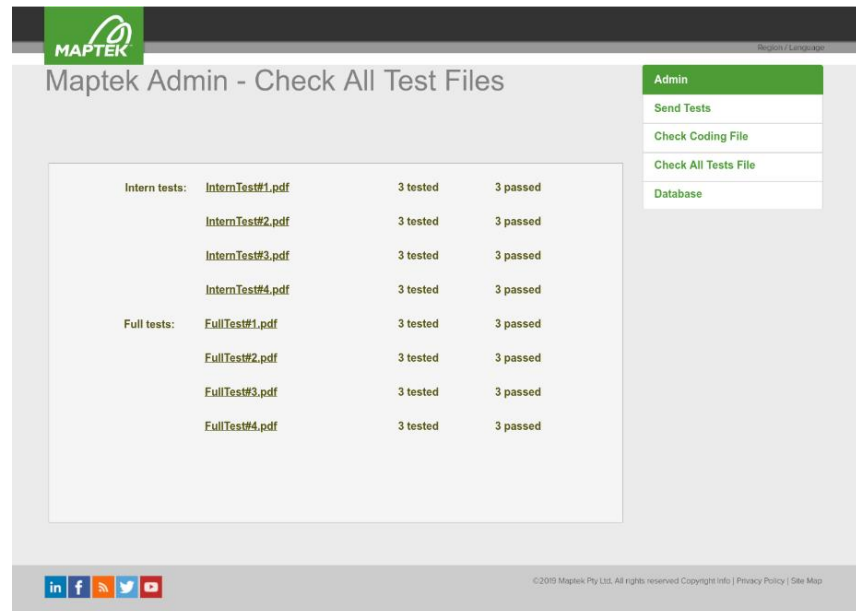 MAPTEK
Region / Language
Maptek Admin - Check All Test Files
Admin
Send Tests
Check Coding File
Check All Tests File
Database
Intern tests: InternTest#1.pdf 3 tested 3 passed
InternTest#2.pdf 3 tested 3 passed
InternTest#3.pdf 3 tested 3 passed
InternTest#4.pdf 3 tested 3 passed
Full tests: FullTest#1.pdf 3 tested 3 passed
FullTest#2.pdf 3 tested 3 passed
FullTest#3.pdf 3 tested 3 passed
FullTest#4.pdf 3 tested 3 passed
in f
©2019 Maptek Pty Ltd. All rights reserved Copyright Info | Privacy Policy | Site Map